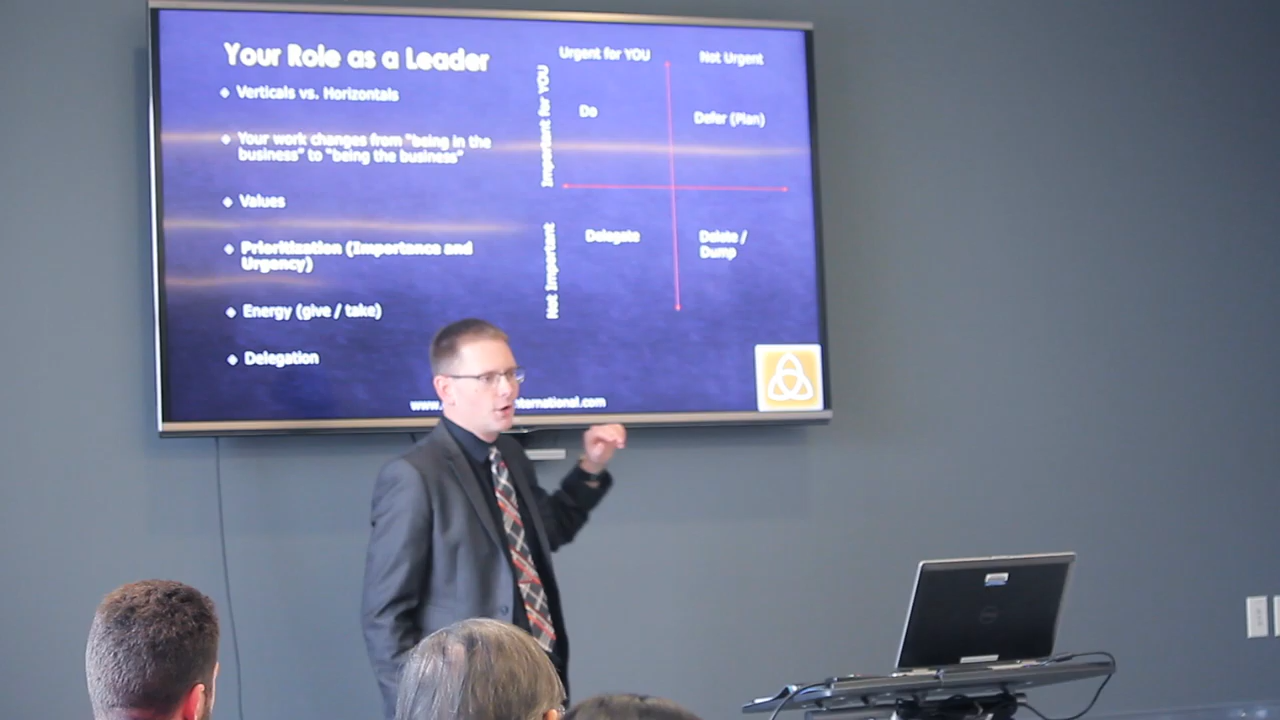 Your Role as a Leader
Verticals vs. Horizontals
Your work changes from "being in the
business" to "being the business"
Values
Prioritization (Importance and
Urgency)
Energy (give / take)
Delegation
Urgent for YOU
Not Urgent
Important for YOU
Do
Defer (Plan)
Not Important
Delegate
Delete /
Dump
www.
ternational.com